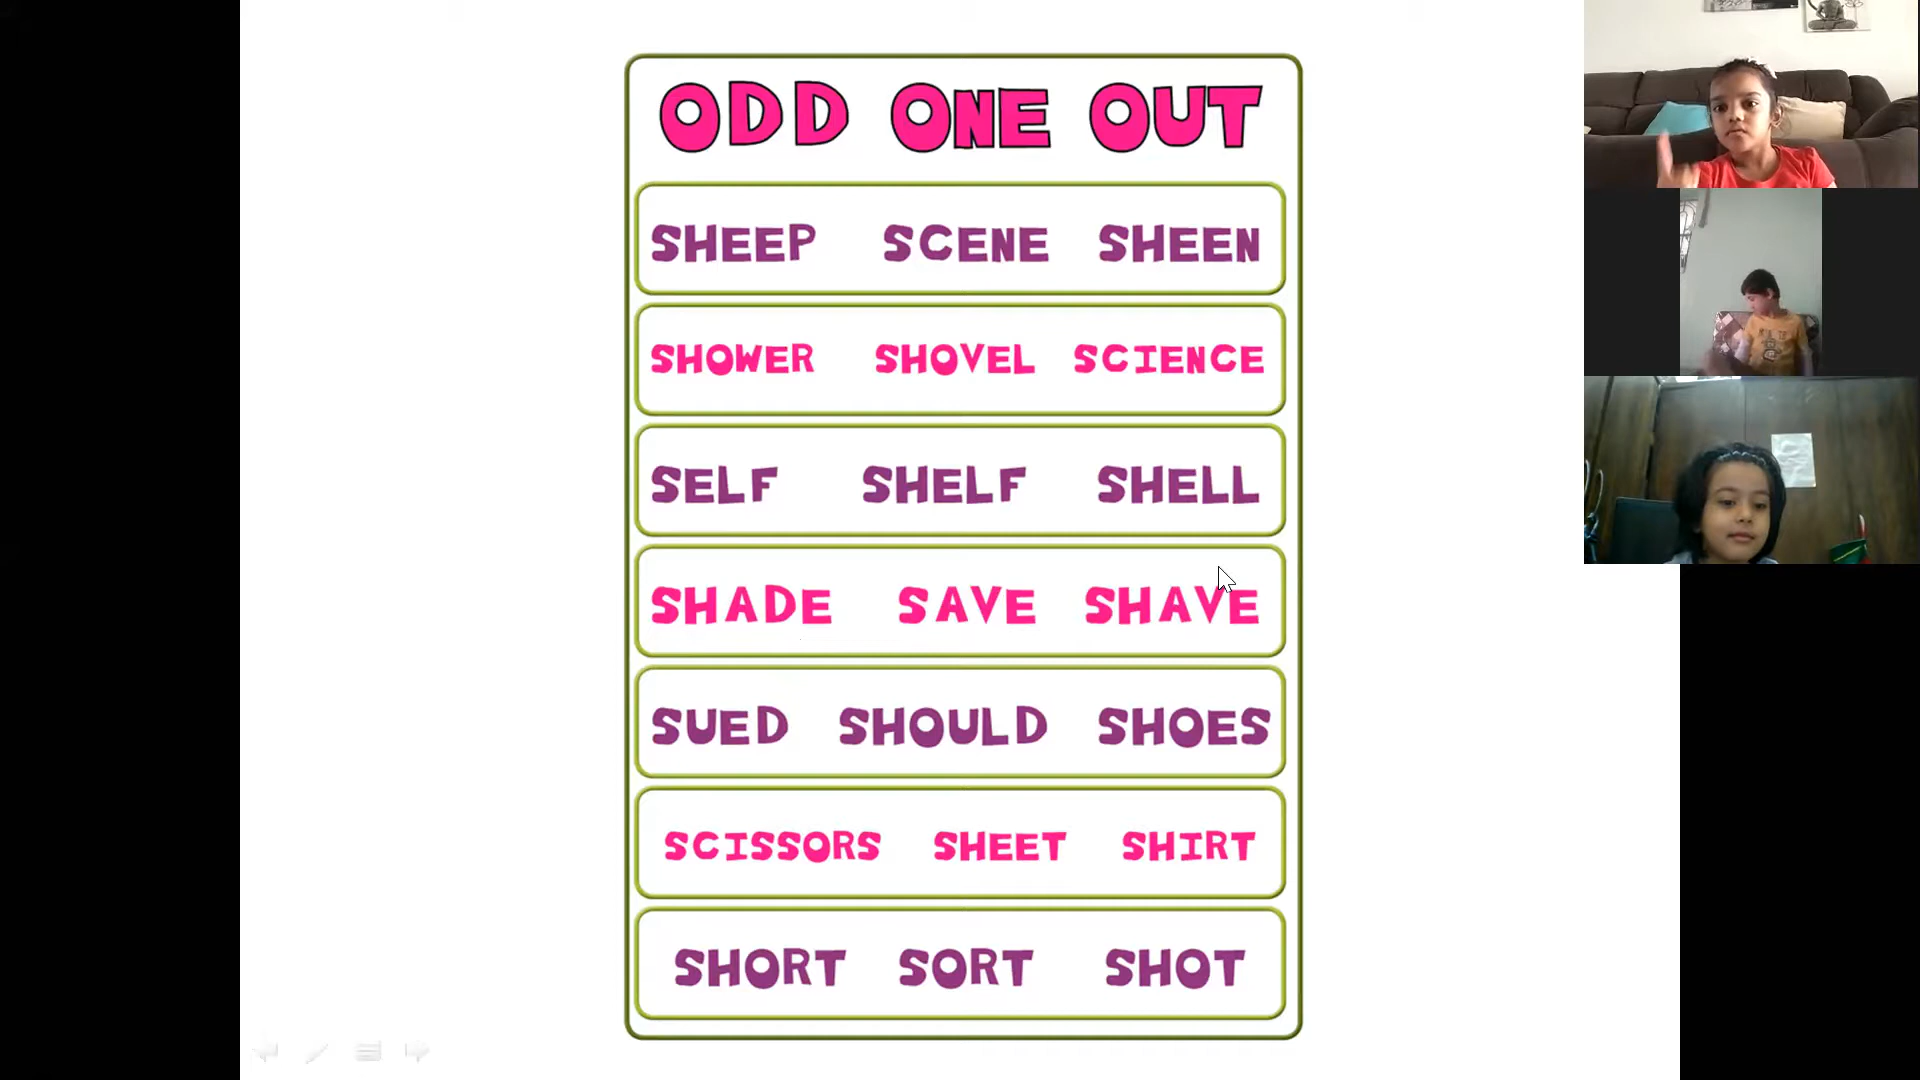 ODD ONE OUT
SHEEP SCENE SHEEN
SHOWER SHOVEL SCIENCE
SELF SHELF SHELL
SHADE SAVE SHAVE
SUED SHOULD SHOES
SCISSORS SHEET SHIRT
SHORT SORT SHOT